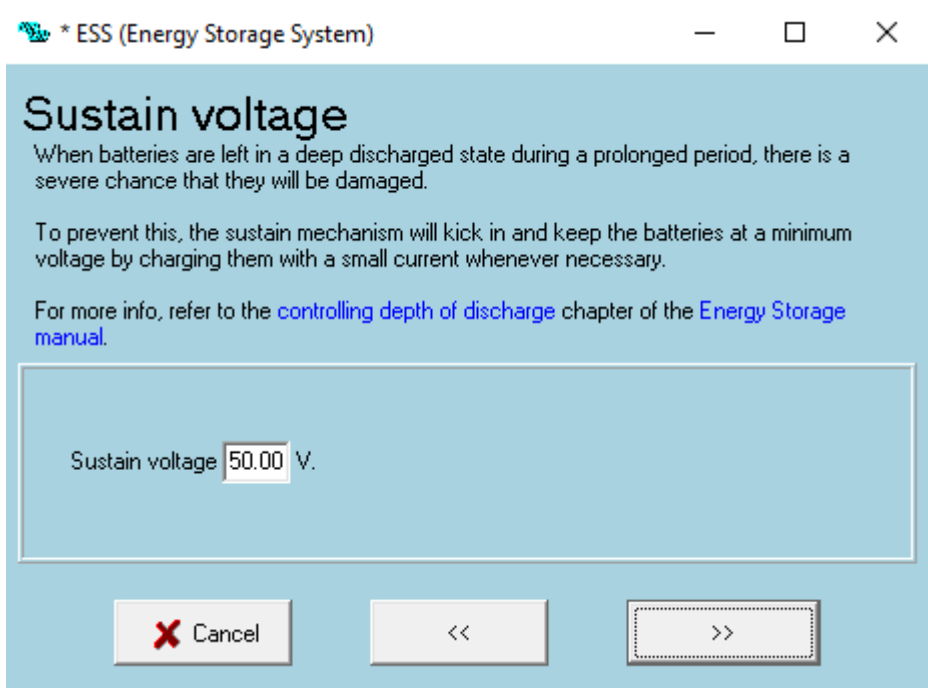 * ESS (Energy Storage System)
Sustain voltage
When batteries are left in a deep discharged state during a prolonged period, there is a
severe chance that they will be damaged.
To prevent this, the sustain mechanism will kick in and keep the batteries at a minimum
voltage by charging them with a small current whenever necessary.
For more info, refer to the controlling depth of discharge chapter of the Energy Storage
manual.
Sustain voltage 50.00 V.
Cancel << >>